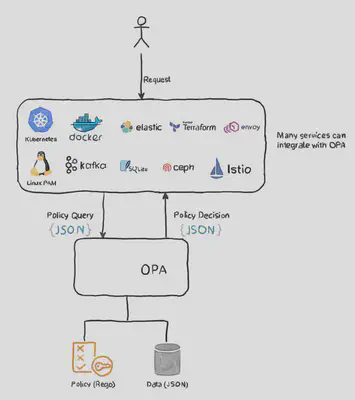 Request
Kubernetes
docker
elastic
Terraform
envoy
Many services can
integrate with OPA
Linux PAM
kafka
SQLite
ceph
Istio
Policy Query
{JSON}
Policy Decision
{JSON}
OPA
Policy (Rego)
Data (JSON)